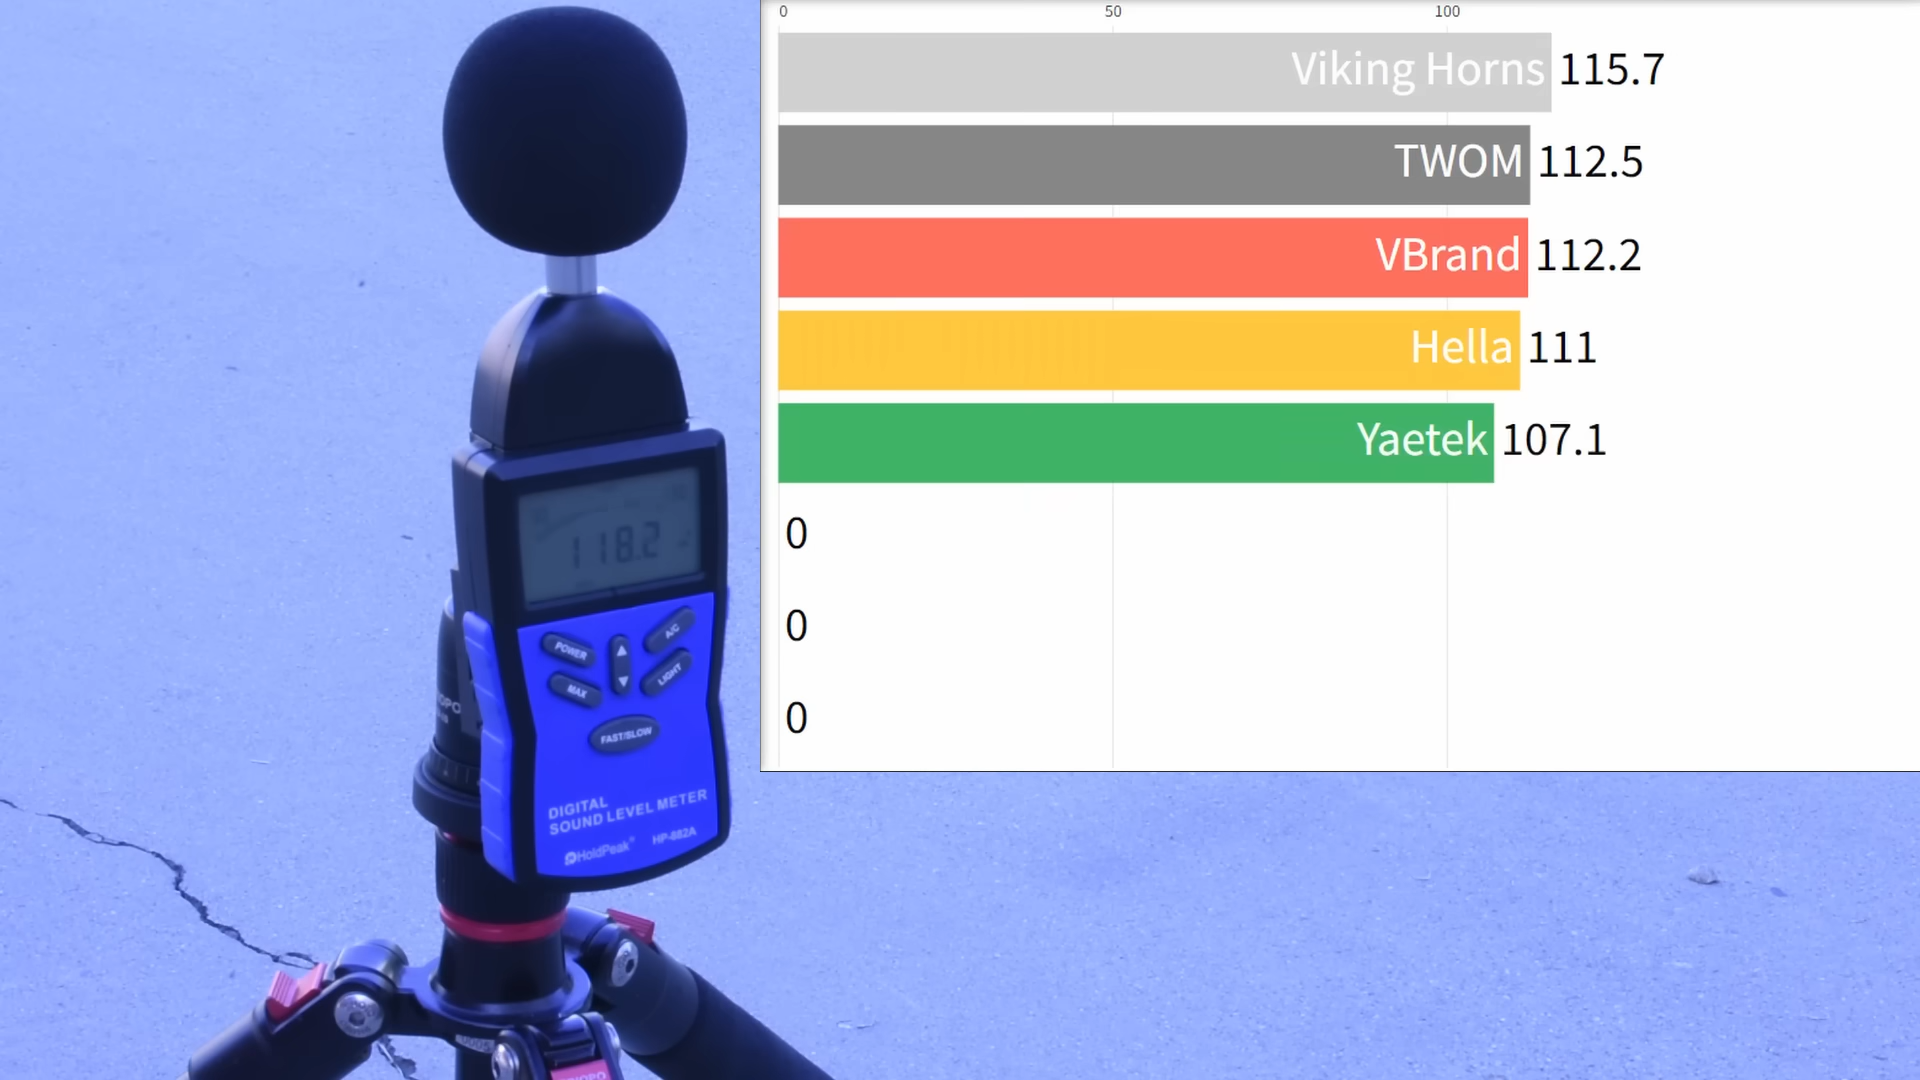 0 50 100
Viking Horns 115.7
TWOM 112.5
VBrand 112.2
Hella 111
Yaetek 107.1
0
0
0
118.2
POWER
A/C
MAX
LIGHT
FAST/SLOW
DIGITAL
SOUND LEVEL METER
HoldPeak HP-882A